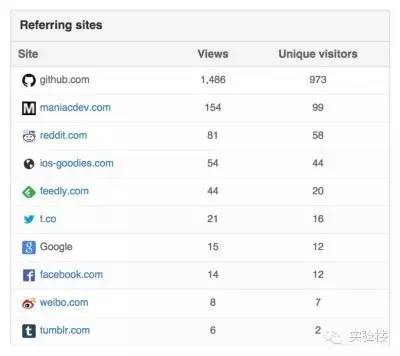 Referring sites
Site Views Unique visitors
github.com 1,486 973
M maniacdev.com 154 99
reddit.com 81 58
ios-goodies.com 54 44
feedly.com 44 20
t.co 21 16
g Google 15 12
f facebook.com 14 12
weibo.com 8 7
t tumblr.com 6 2
实验楼